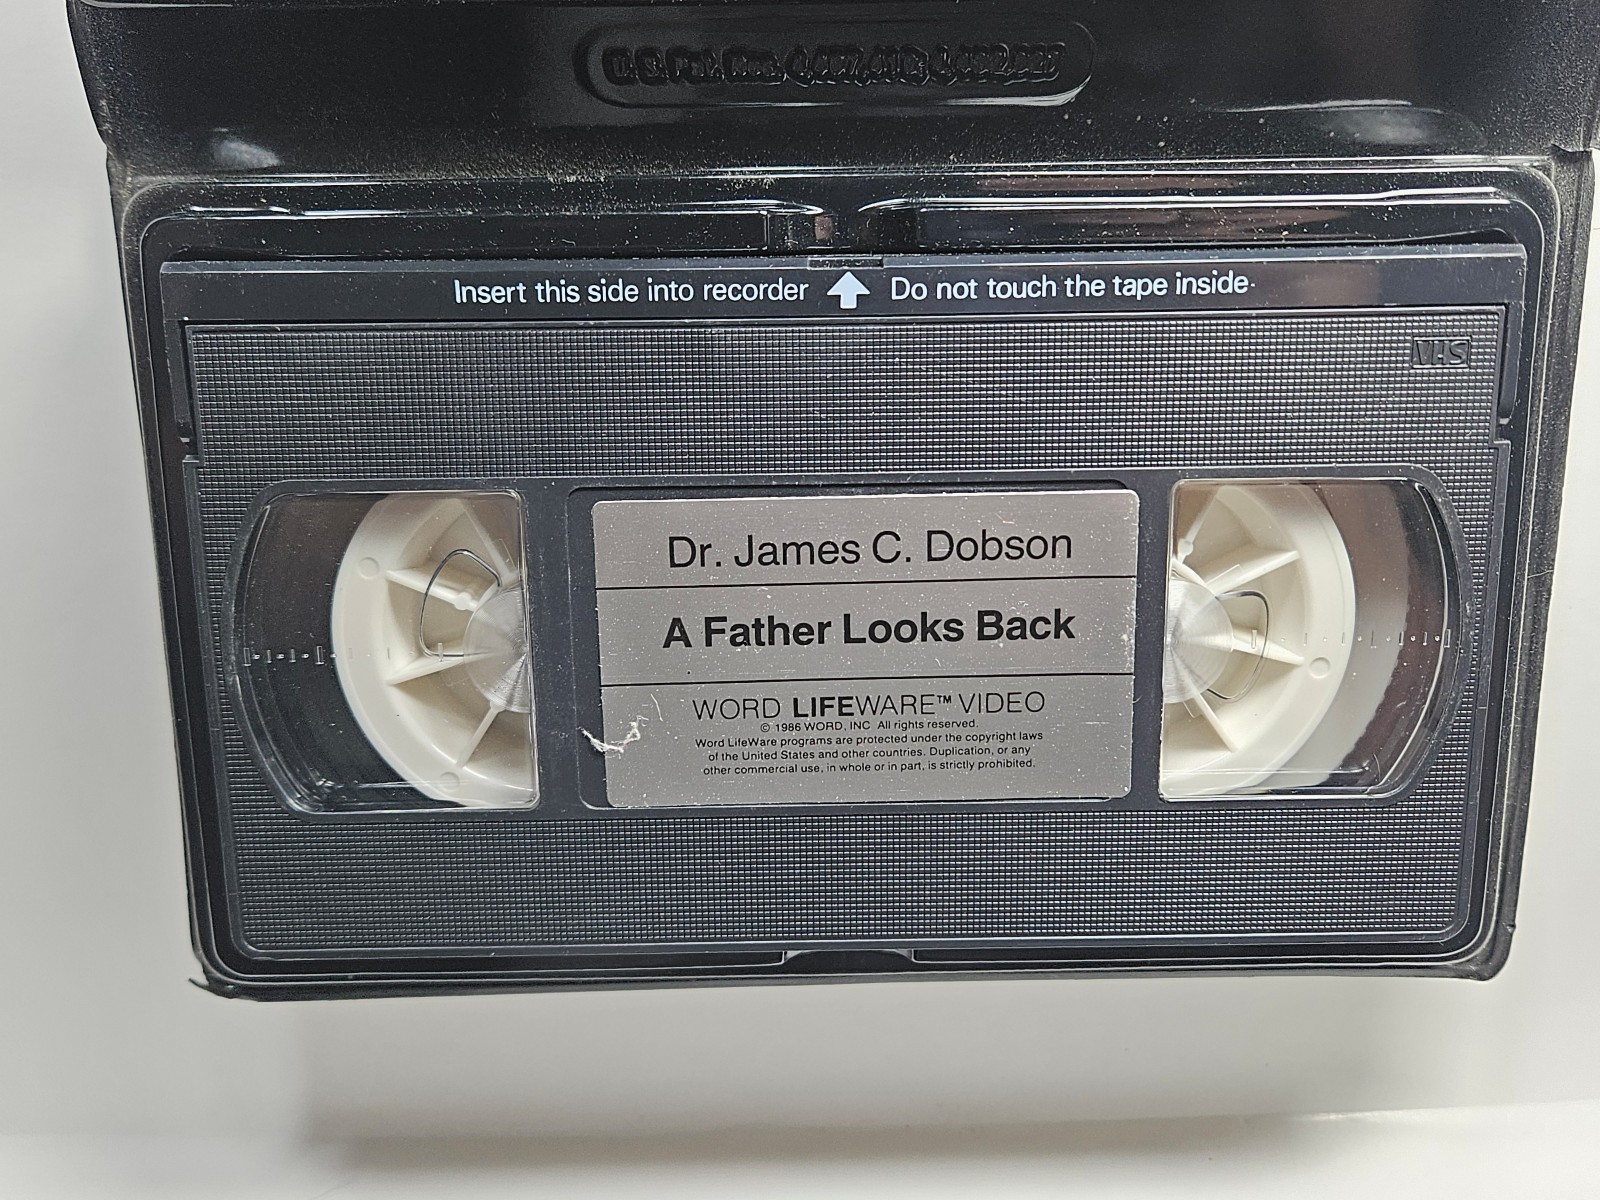 U.S. Pat. Nos.
Insert this side into recorder Do not touch the tape inside.
VHS
Dr. James C. Dobson
A Father Looks Back
WORD LIFEWARE™ VIDEO
© 1986 WORD, INC All rights reserved.
Word LifeWare programs are protected under the copyright laws
of the United States and other countries. Duplication, or any
other commercial use, in whole or in part, is strictly prohibited.